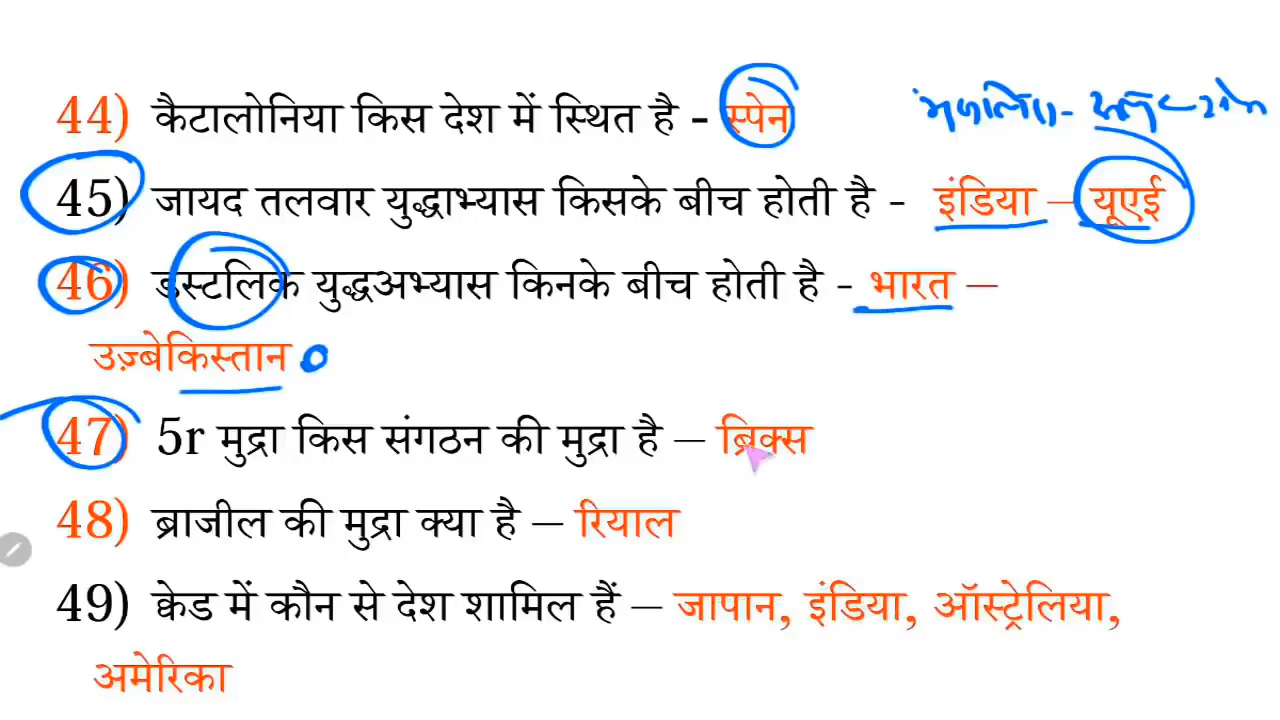 44) कैटालोनिया किस देश में स्थित है - स्पेन
45) जायद तलवार युद्धाभ्यास किसके बीच होती है - इंडिया – यूएई
46) डस्टलिक युद्धअभ्यास किनके बीच होती है - भारत –
उज़्बेकिस्तान
47) 5r मुद्रा किस संगठन की मुद्रा है – ब्रिक्स
48) ब्राजील की मुद्रा क्या है – रियाल
49) क्वेड में कौन से देश शामिल हैं – जापान, इंडिया, ऑस्ट्रेलिया,
अमेरिका